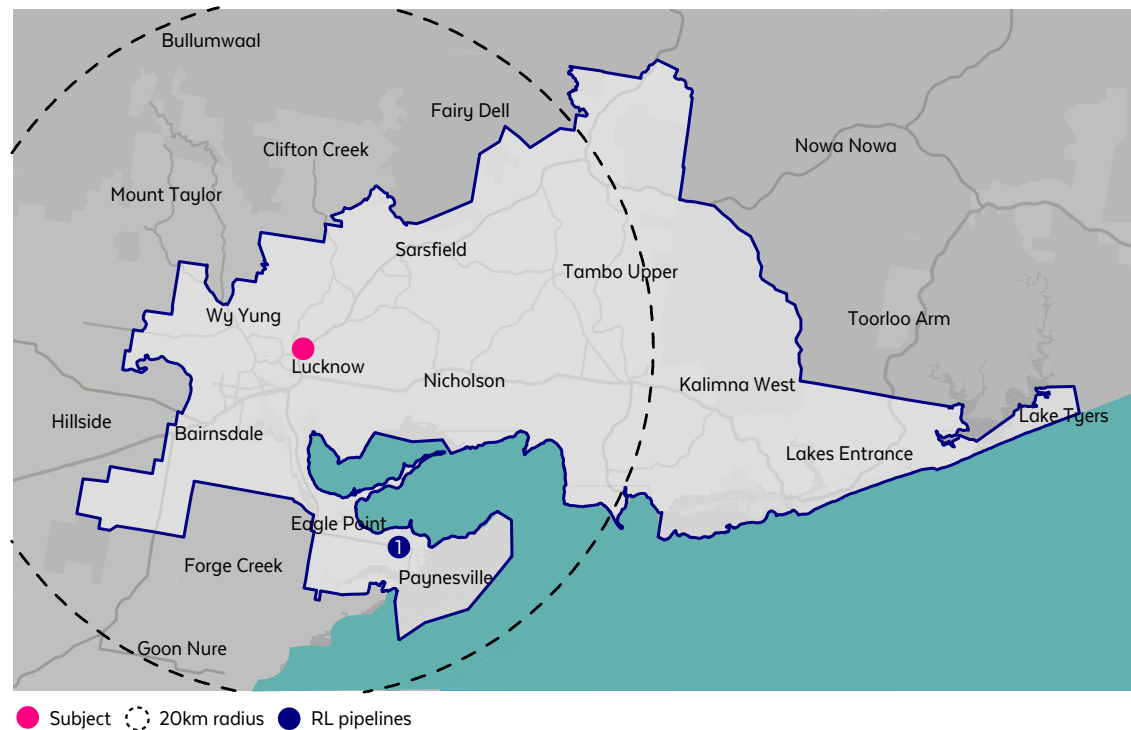 Bullumwaal
Fairy Dell
Clifton Creek
Nowa Nowa
Mount Taylor
Sarsfield
Tambo Upper
Wy Yung
Toorloo Arm
Lucknow
Nicholson
Kalimna West
Hillside
Lake Tyers
Bairnsdale
Lakes Entrance
Eagle Point
1
Forge Creek
Paynesville
Goon Nure
Subject 20km radius RL pipelines